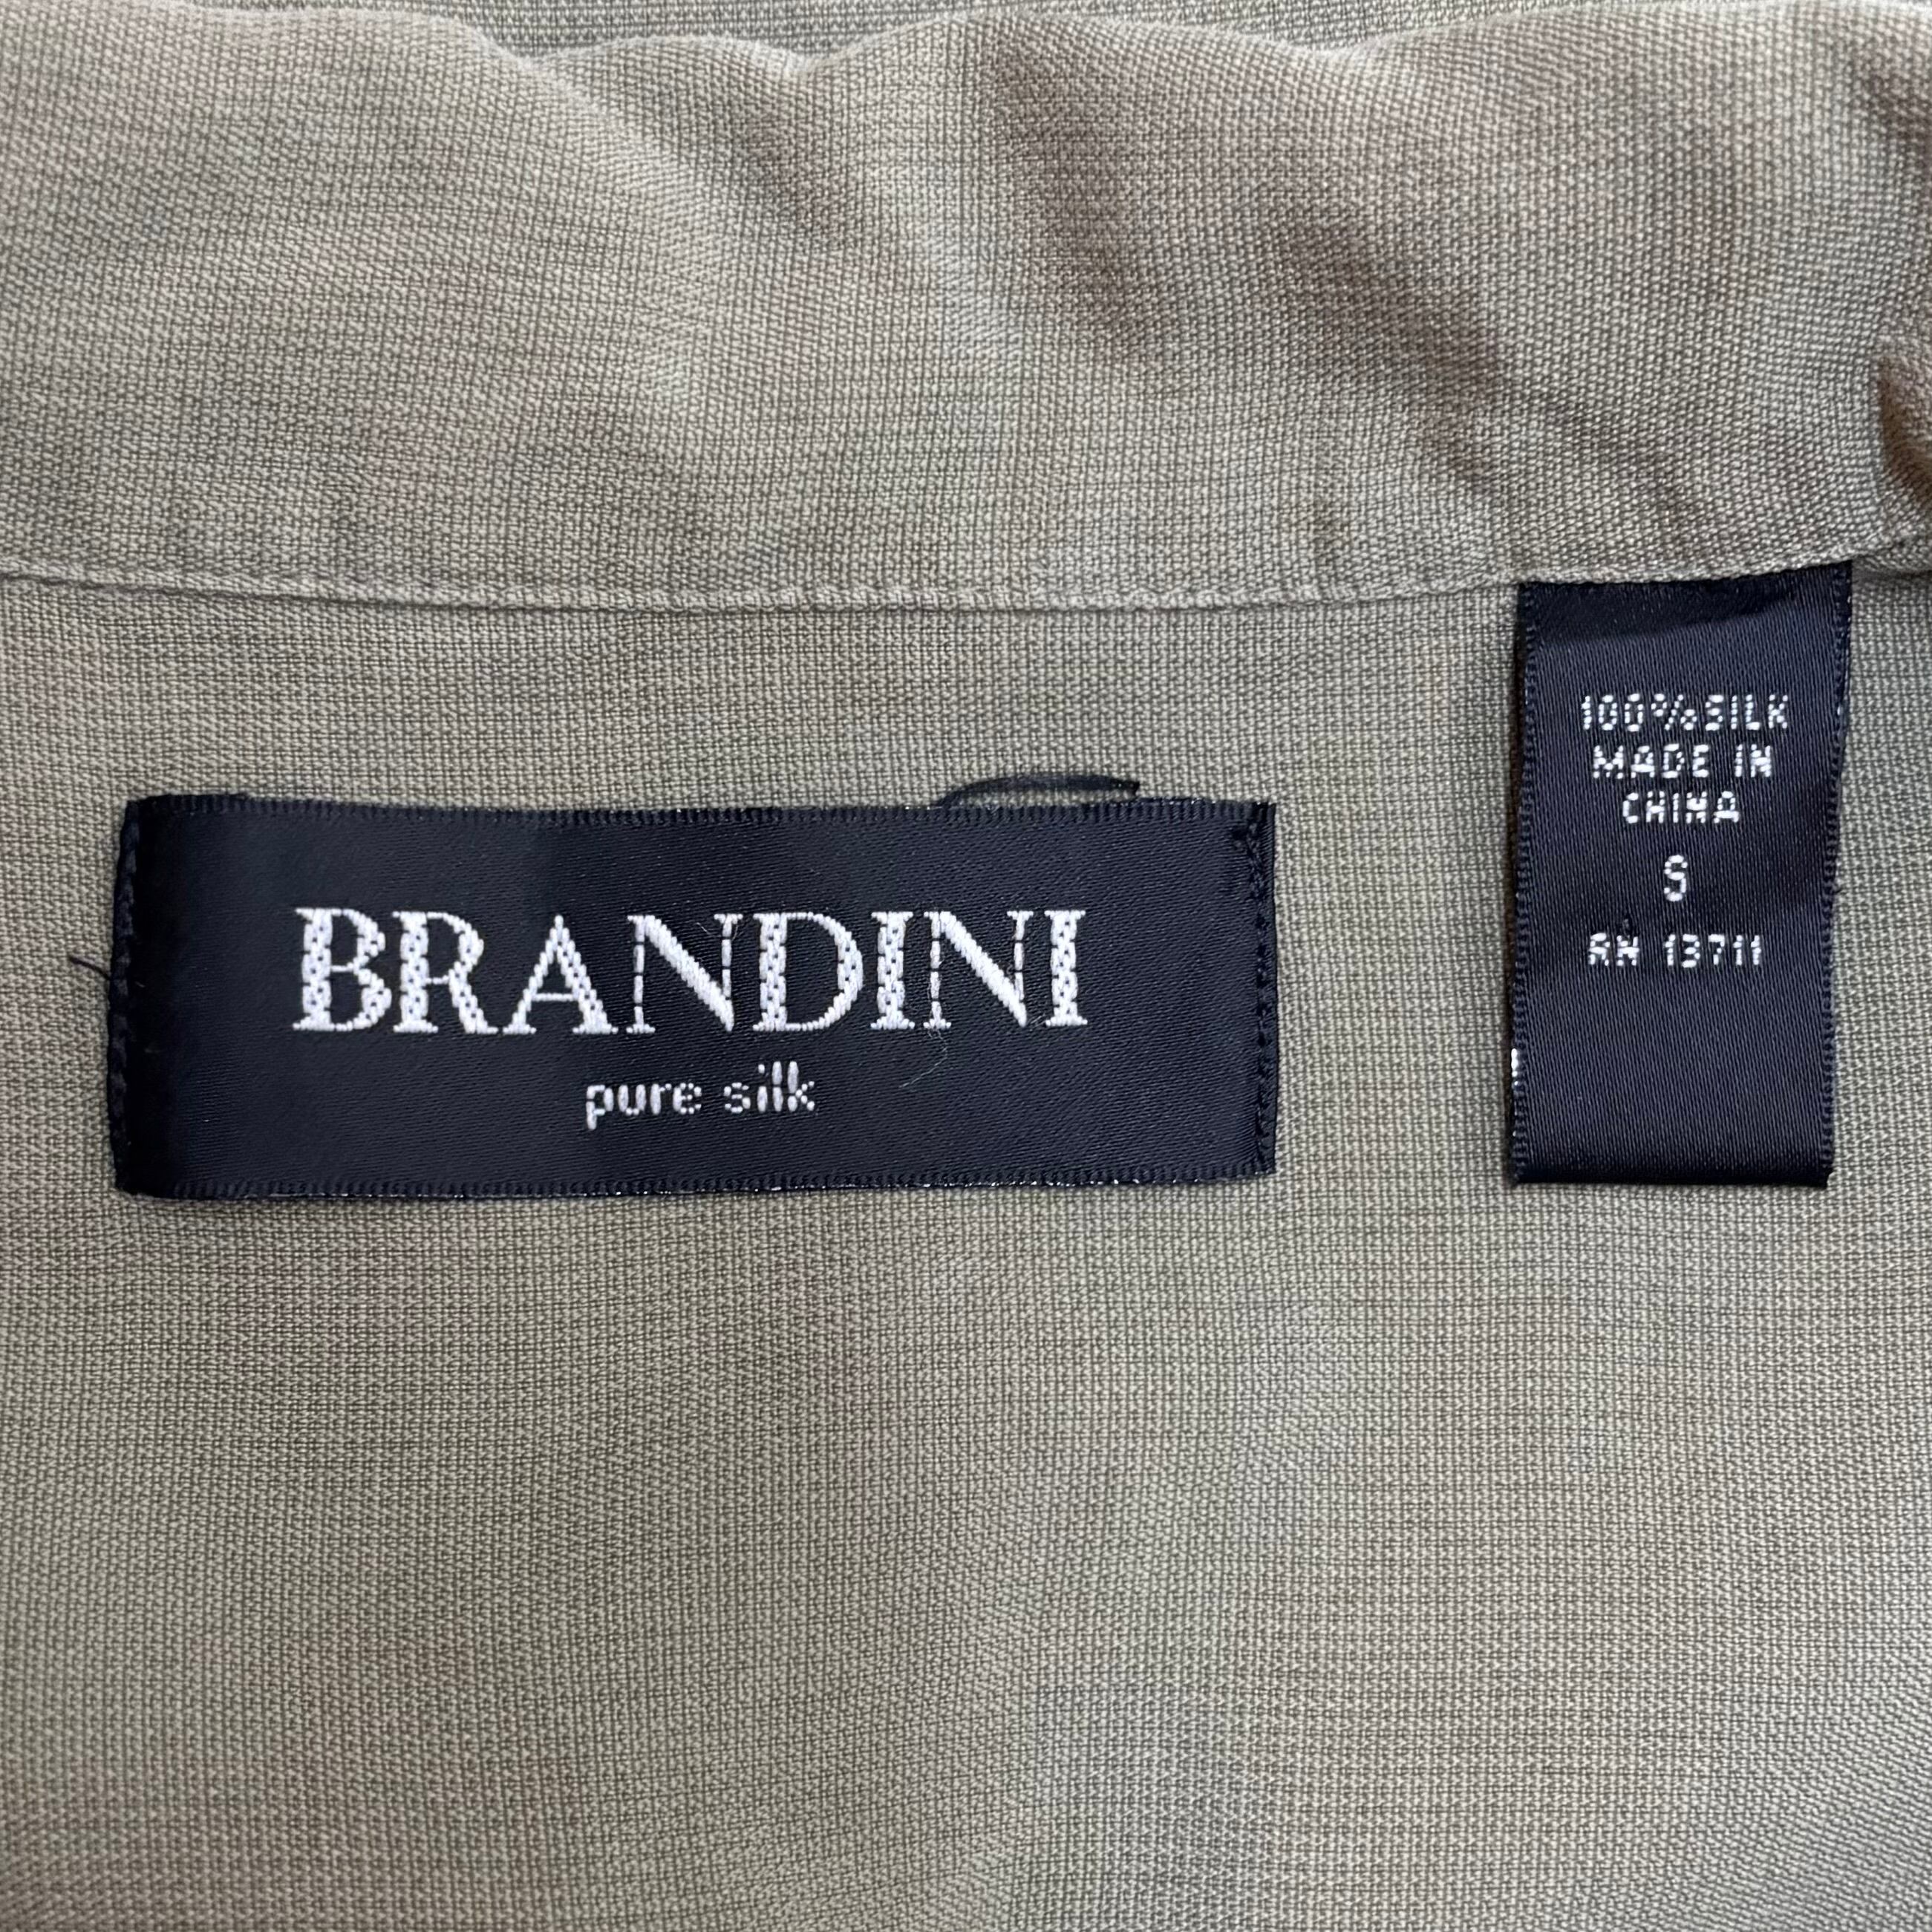 BRANDINI
pure silk
100% SILK
MADE IN
CHINA
S
RN 13711